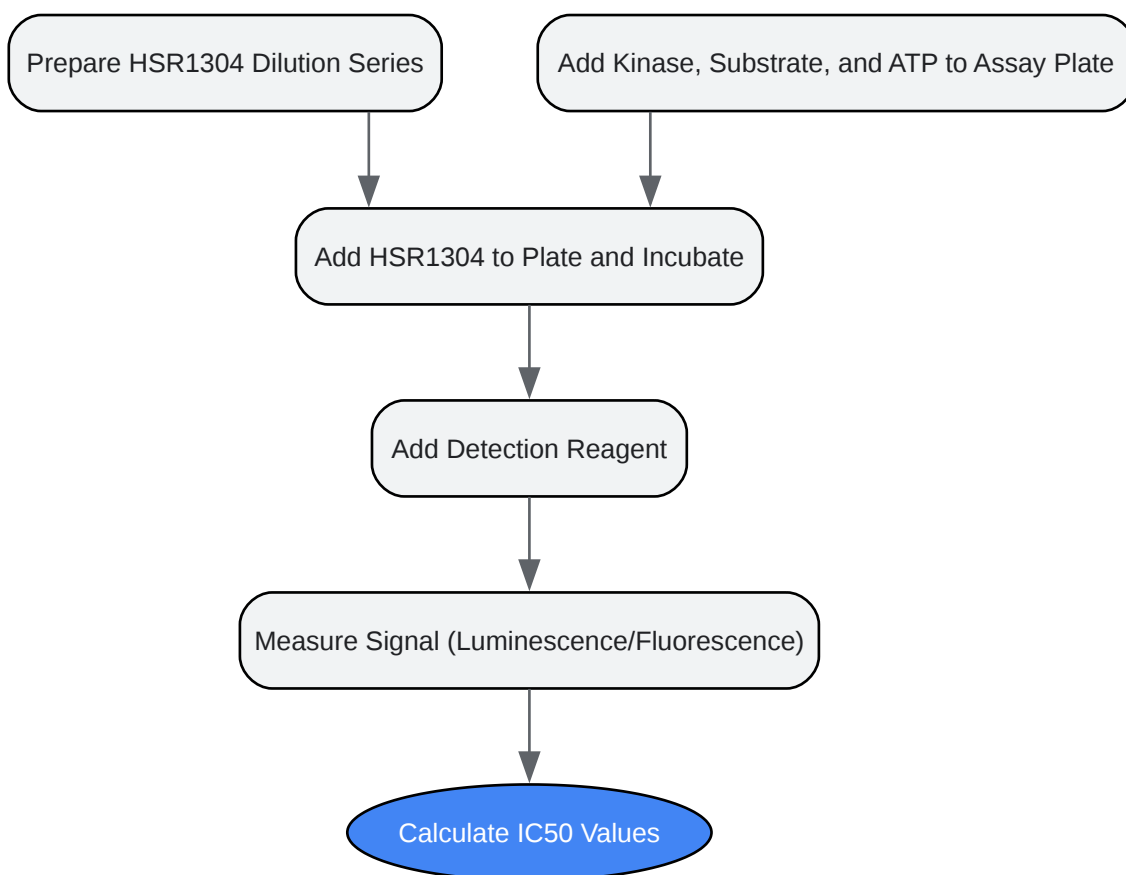 Prepare HSR1304 Dilution Series
Add Kinase, Substrate, and ATP to Assay Plate
Add HSR1304 to Plate and Incubate
Add Detection Reagent
Measure Signal (Luminescence/Fluorescence)
Calculate IC50 Values